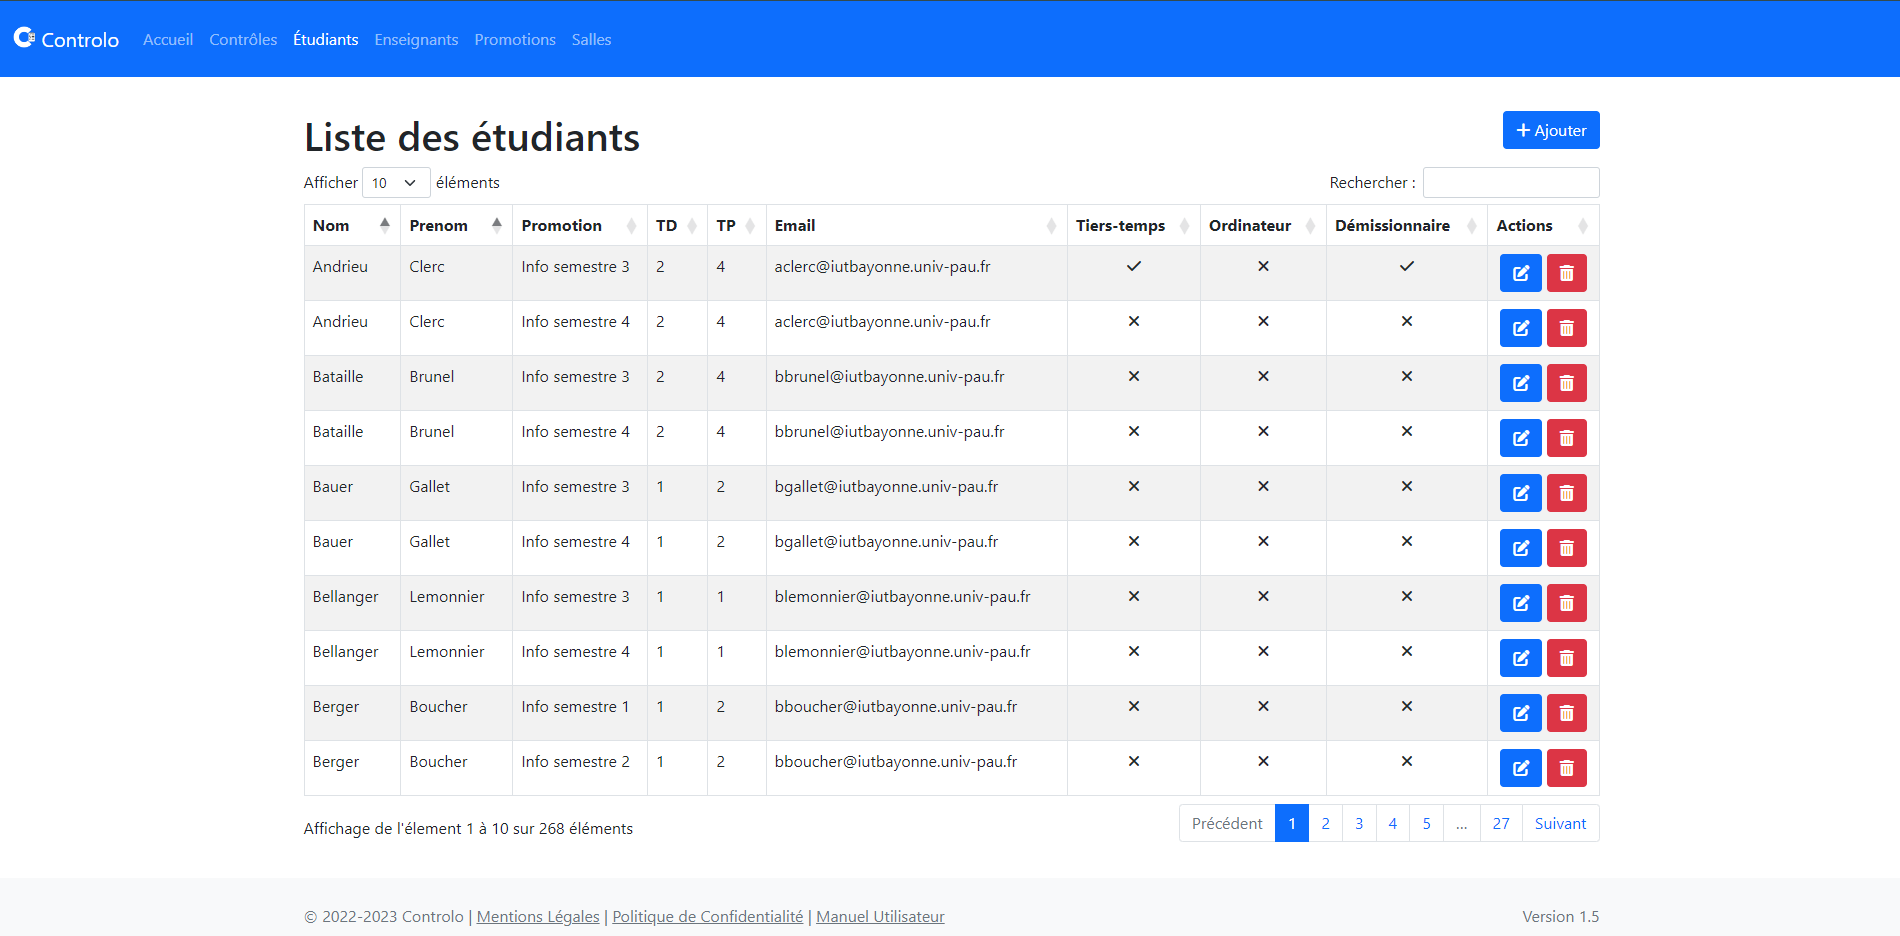 Controlo Accueil Contrôles Étudiants Enseignants Promotions Salles
Liste des étudiants
Ajouter
Afficher 10 éléments
Rechercher :
Nom Prenom Promotion TD TP Email Tiers-temps Ordinateur Démissionnaire Actions
Andrieu Clerc Info semestre 3 2 4 aclerc@iutbayonne.univ-pau.fr
Andrieu Clerc Info semestre 4 2 4 aclerc@iutbayonne.univ-pau.fr
Bataille Brunel Info semestre 3 2 4 bbrunel@iutbayonne.univ-pau.fr
Bataille Brunel Info semestre 4 2 4 bbrunel@iutbayonne.univ-pau.fr
Bauer Gallet Info semestre 3 1 2 bgallet@iutbayonne.univ-pau.fr
Bauer Gallet Info semestre 4 1 2 bgallet@iutbayonne.univ-pau.fr
Bellanger Lemonnier Info semestre 3 1 1 blemonnier@iutbayonne.univ-pau.fr
Bellanger Lemonnier Info semestre 4 1 1 blemonnier@iutbayonne.univ-pau.fr
Berger Boucher Info semestre 1 1 2 bboucher@iutbayonne.univ-pau.fr
Berger Boucher Info semestre 2 1 2 bboucher@iutbayonne.univ-pau.fr
Affichage de l'élement 1 à 10 sur 268 éléments
Précédent 1 2 3 4 5 ... 27 Suivant
© 2022-2023 Controlo | Mentions Légales | Politique de Confidentialité | Manuel Utilisateur
Version 1.5